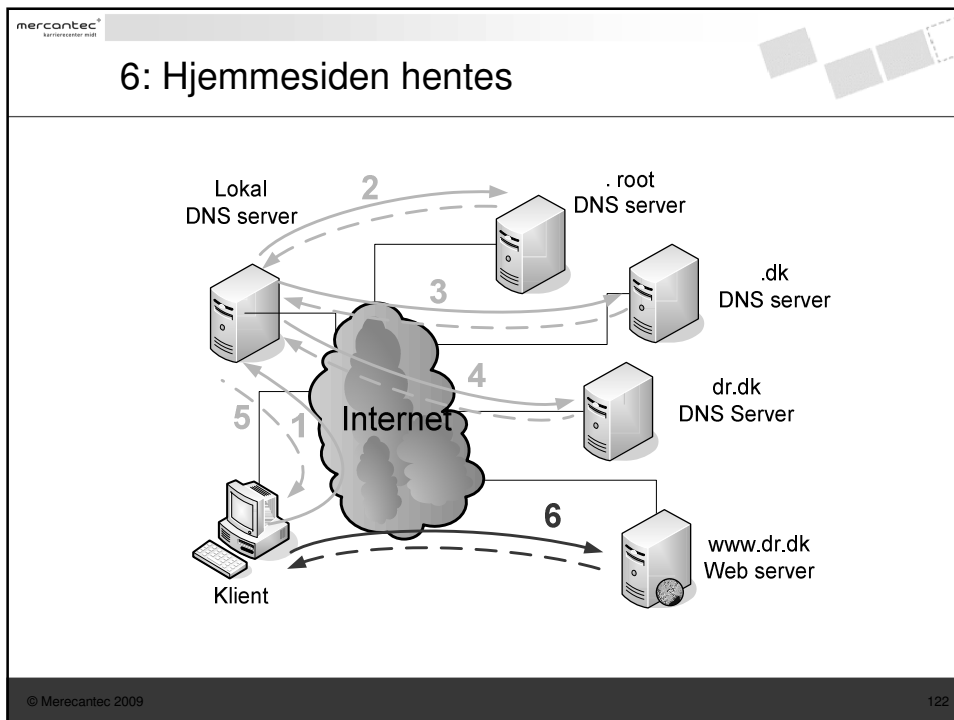 mercantec+
karrierecenter midt
6: Hjemmesiden hentes
Lokal
DNS server
2
. root
DNS server
3
.dk
DNS server
4
dr.dk
DNS Server
Internet
5
1
6
www.dr.dk
Web server
Klient
© Merecantec 2009
122